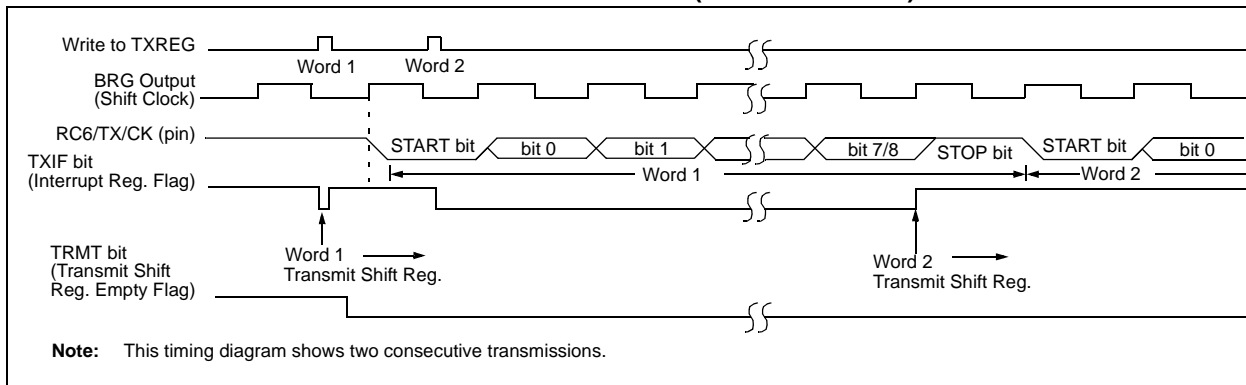 Write to TXREG
Word 1
Word 2
BRG Output
(Shift Clock)
RC6/TX/CK (pin)
START bit
bit 0
bit 1
bit 7/8
STOP bit
START bit
bit 0
TXIF bit
(Interrupt Reg. Flag)
Word 1
Word 2
TRMT bit
(Transmit Shift
Reg. Empty Flag)
Word 1
Transmit Shift Reg.
Word 2
Transmit Shift Reg.
Note: This timing diagram shows two consecutive transmissions.